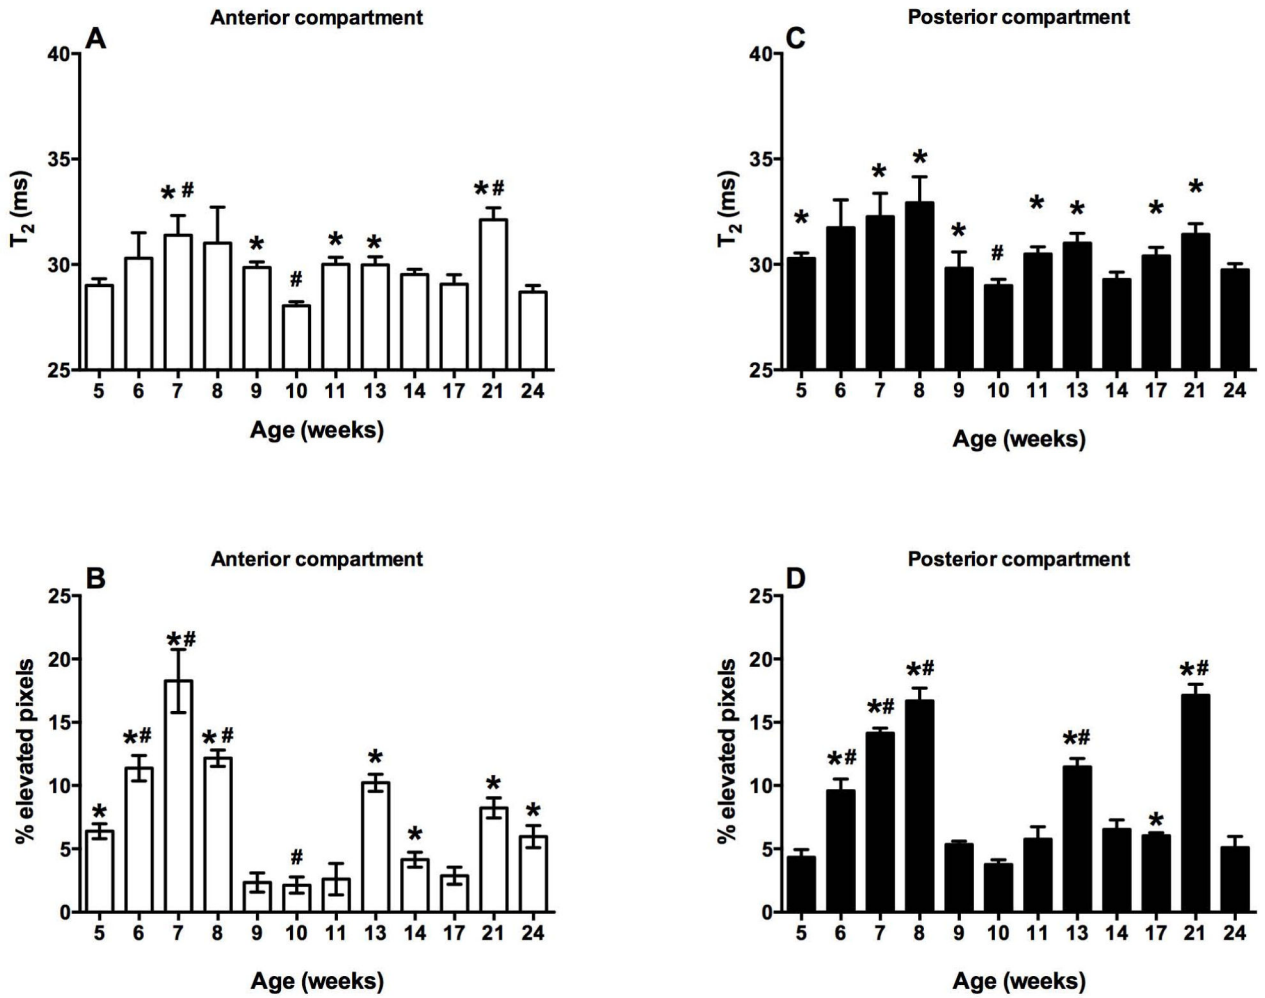 Anterior compartment
A
40
35
30
25
T2 (ms)
* #
*
#
*
*
*#
5 6 7 8 9 10 11 13 14 17 21 24
Age (weeks)
Posterior compartment
C
40
35
30
25
T2 (ms)
*
*
*
*
#
*
*
*
*
5 6 7 8 9 10 11 13 14 17 21 24
Age (weeks)
Anterior compartment
B
25
20
15
10
5
0
% elevated pixels
*
*#
*#
*#
#
*
*
*
*
5 6 7 8 9 10 11 13 14 17 21 24
Age (weeks)
Posterior compartment
D
25
20
15
10
5
0
% elevated pixels
*#
*#
*#
*#
*
*#
5 6 7 8 9 10 11 13 14 17 21 24
Age (weeks)